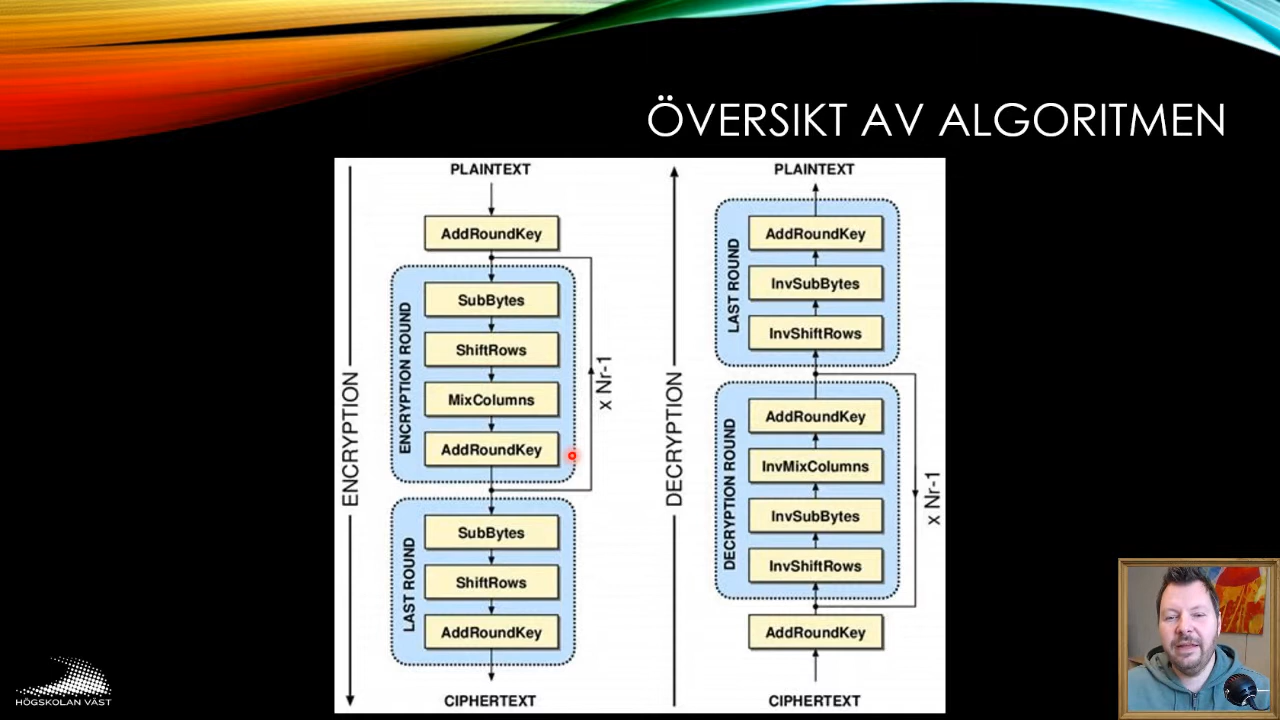 ÖVERSIKT AV ALGORITMEN
PLAINTEXT
AddRoundKey
ENCRYPTION ROUND
SubBytes
ShiftRows
MixColumns
AddRoundKey
x Nr-1
LAST ROUND
SubBytes
ShiftRows
AddRoundKey
CIPHERTEXT
ENCRYPTION
PLAINTEXT
LAST ROUND
AddRoundKey
InvSubBytes
InvShiftRows
DECRYPTION ROUND
AddRoundKey
InvMixColumns
InvSubBytes
InvShiftRows
x Nr-1
AddRoundKey
CIPHERTEXT
DECRYPTION
HÖGSKOLAN VÄST